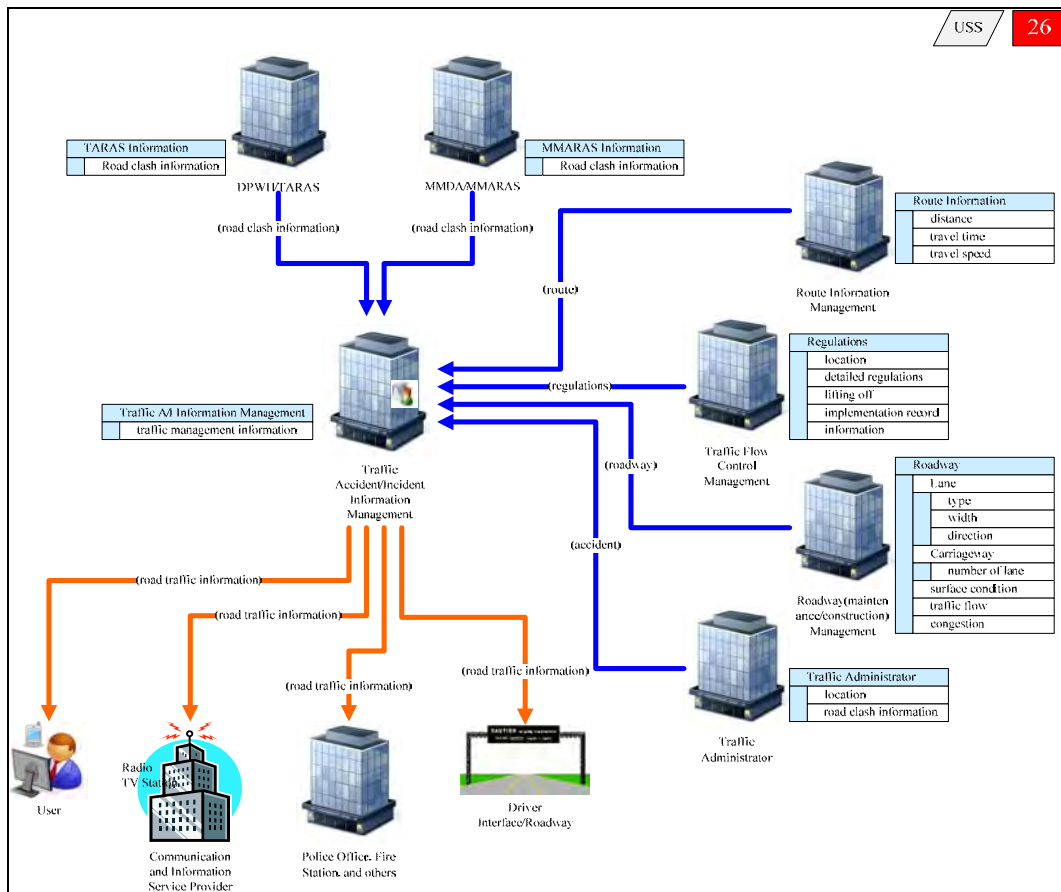 USS
26
TARAS Information
Road clash information
DPWH/TARAS
MMARAS Information
Road clash information
MMDA/MMARAS
(road clash information)
(road clash information)
Route Information
distance
travel time
travel speed
Route Information
Management
(route)
Regulations
location
detailed regulations
lifting off
implementation record
information
Traffic Flow
Control
Management
(regulations)
Traffic A/I Information Management
traffic management information
Traffic
Accident/Incident
Information
Management
(roadway)
Roadway
Lane
type
width
direction
Carriageway
number of lane
surface condition
traffic flow
congestion
Roadway(mainten
ance/construction)
Management
(accident)
Traffic Administrator
location
road clash information
Traffic
Administrator
(road traffic information)
(road traffic information)
(road traffic information)
(road traffic information)
User
Radio
TV Station
Communication
and Information
Service Provider
Police Office, Fire
Station, and others
CAUTION
Driver
Interface/Roadway